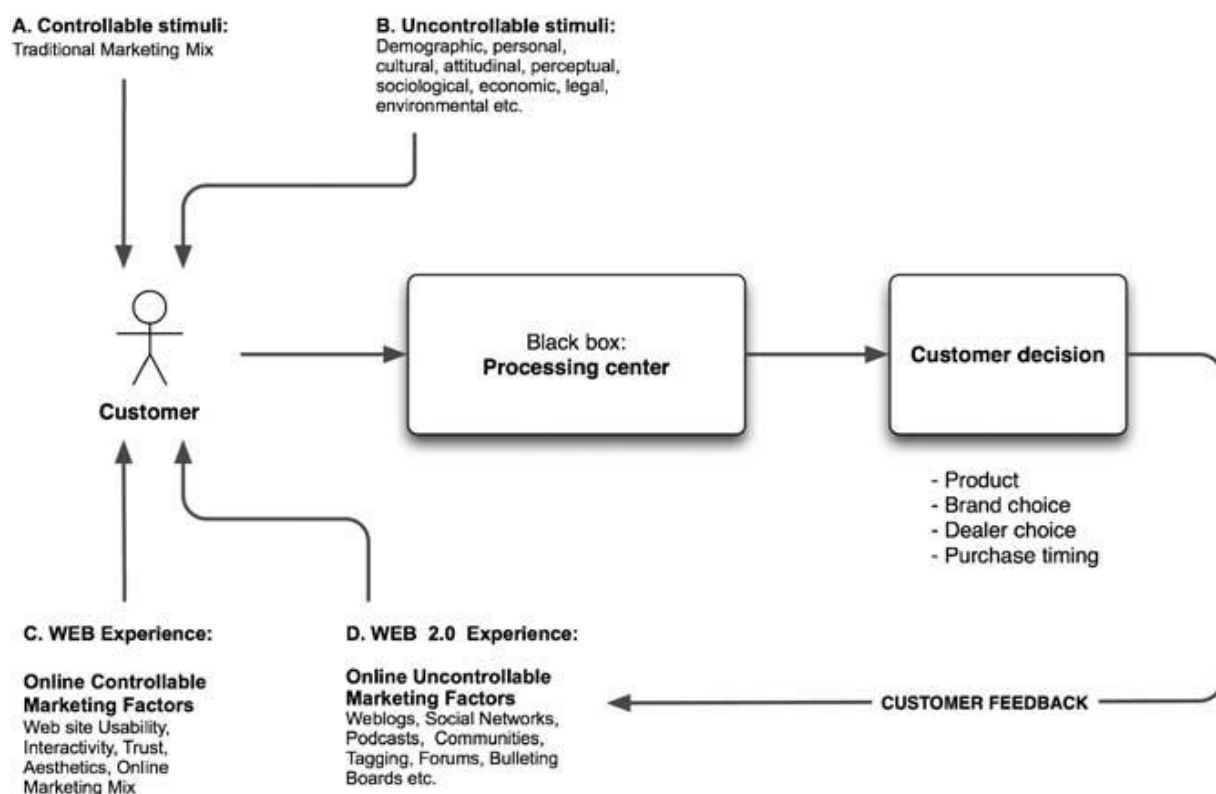 A. Controllable stimuli:
Traditional Marketing Mix
B. Uncontrollable stimuli:
Demographic, personal,
cultural, attitudinal, perceptual,
sociological, economic, legal,
environmental etc.
Customer
Black box:
Processing center
Customer decision
- Product
- Brand choice
- Dealer choice
- Purchase timing
C. WEB Experience:
Online Controllable
Marketing Factors
Web site Usability,
Interactivity, Trust,
Aesthetics, Online
Marketing Mix
D. WEB 2.0 Experience:
Online Uncontrollable
Marketing Factors
Weblogs, Social Networks,
Podcasts, Communities,
Tagging, Forums, Bulleting
Boards etc.
CUSTOMER FEEDBACK